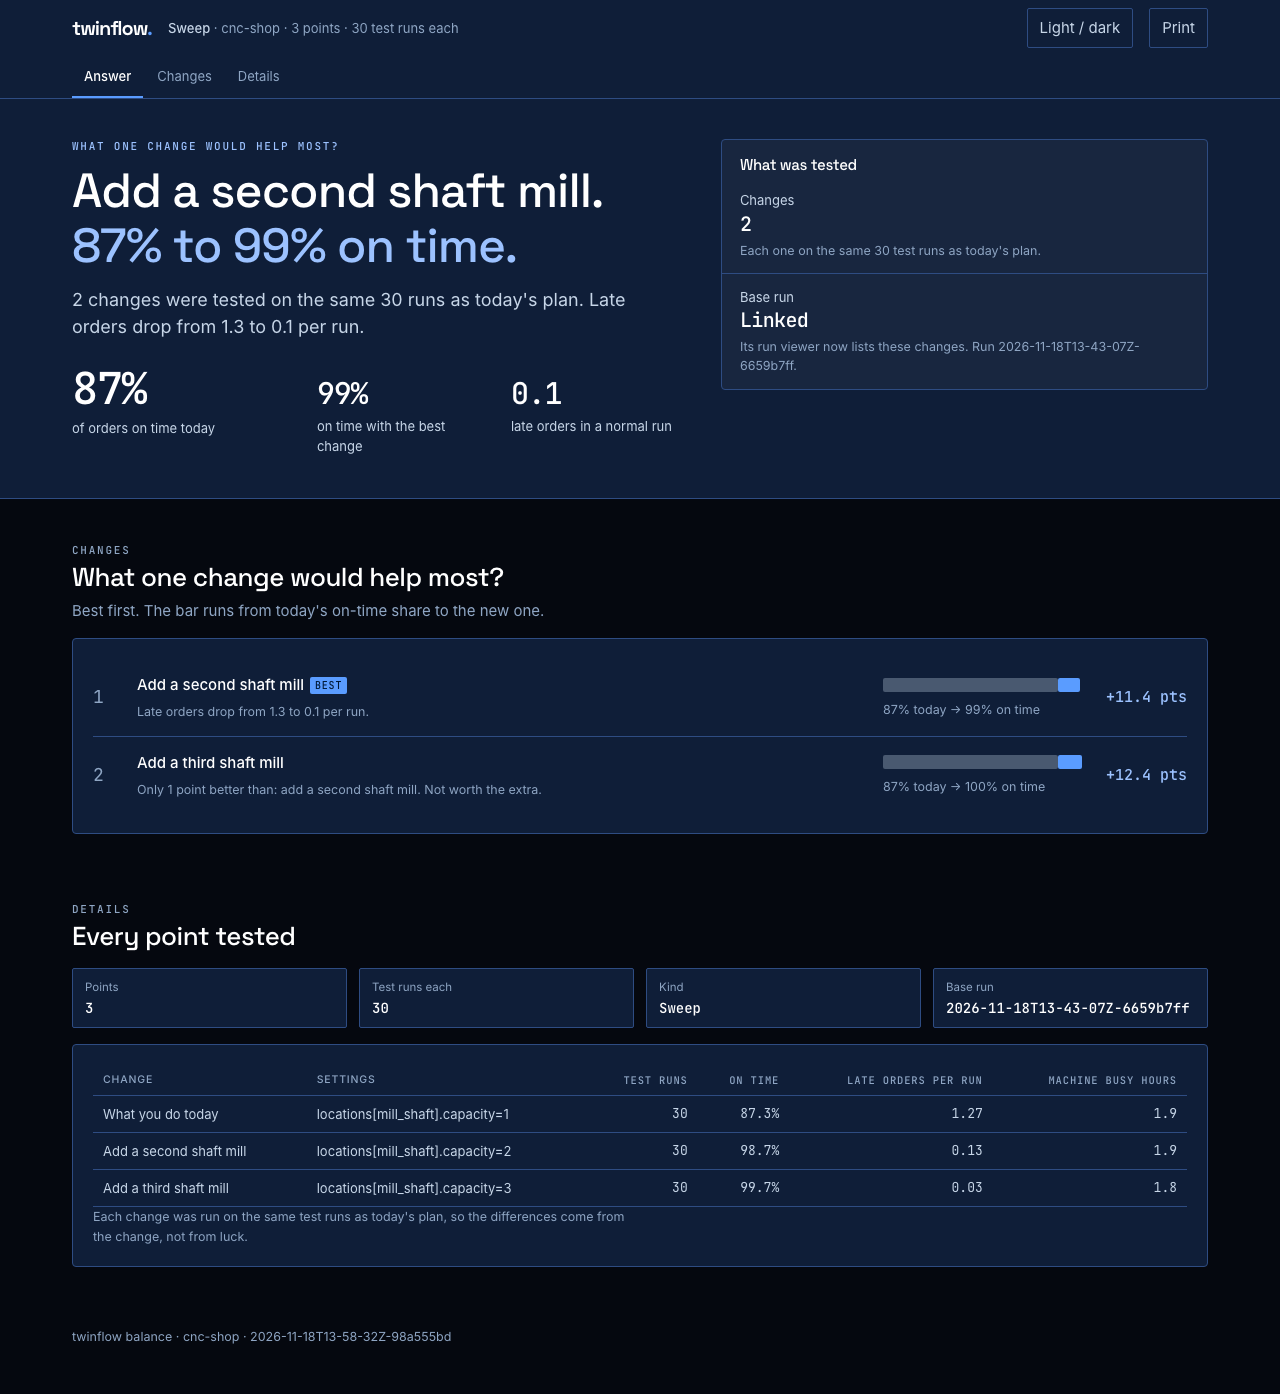 twinflow.
Sweep · cnc-shop · 3 points · 30 test runs each
Light / dark
Print
Answer
Changes
Details
WHAT ONE CHANGE WOULD HELP MOST?
Add a second shaft mill.
87% to 99% on time.
2 changes were tested on the same 30 runs as today's plan. Late
orders drop from 1.3 to 0.1 per run.
87%
of orders on time today
99%
on time with the best
change
0.1
late orders in a normal run
What was tested
Changes
2
Each one on the same 30 test runs as today's plan.
Base run
Linked
Its run viewer now lists these changes. Run 2026-11-18T13-43-07Z-
6659b7ff.
CHANGES
What one change would help most?
Best first. The bar runs from today's on-time share to the new one.
1
Add a second shaft mill BEST
Late orders drop from 1.3 to 0.1 per run.
87% today → 99% on time
+11.4 pts
2
Add a third shaft mill
Only 1 point better than: add a second shaft mill. Not worth the extra.
87% today → 100% on time
+12.4 pts
DETAILS
Every point tested
Points
3
Test runs each
30
Kind
Sweep
Base run
2026-11-18T13-43-07Z-6659b7ff
CHANGE SETTINGS TEST RUNS ON TIME LATE ORDERS PER RUN MACHINE BUSY HOURS
What you do today locations[mill_shaft].capacity=1 30 87.3% 1.27 1.9
Add a second shaft mill locations[mill_shaft].capacity=2 30 98.7% 0.13 1.9
Add a third shaft mill locations[mill_shaft].capacity=3 30 99.7% 0.03 1.8
Each change was run on the same test runs as today's plan, so the differences come from
the change, not from luck.
twinflow balance · cnc-shop · 2026-11-18T13-58-32Z-98a555bd